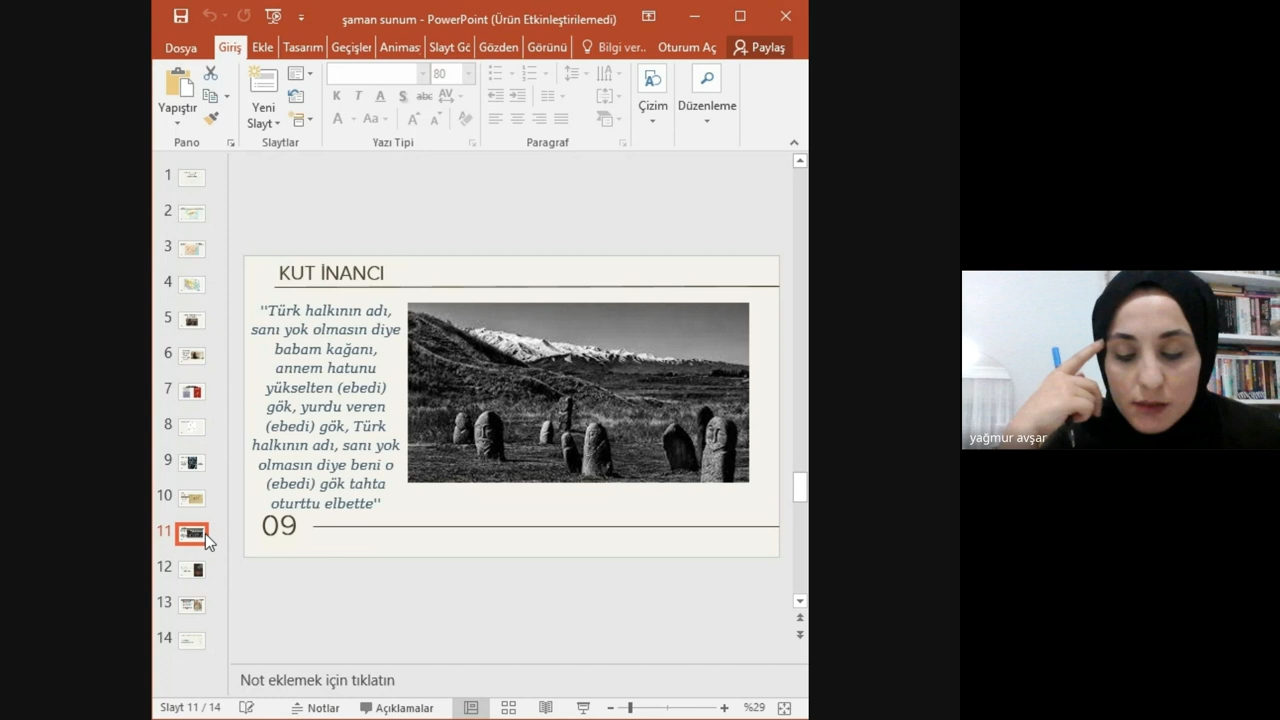 şaman sunum - PowerPoint (Ürün Etkinleştirilemedi)
Dosya Giriş Ekle Tasarım Geçişler Animas Slayt Gö Gözden Görünü Bilgi ver.. Oturum Aç Paylaş
80
Yapıştır
Yeni
Slayt
K T A S abc AV
A Aa A A
Çizim
Düzenleme
Pano
Slaytlar
Yazı Tipi
Paragraf
1
2
3
4
5
6
7
8
9
10
11
12
13
14
KUT İNANCI
"Türk halkının adı,
sanı yok olmasın diye
babam kağanı,
annem hatunu
yükselten (ebedi)
gök, yurdu veren
(ebedi) gök, Türk
halkının adı, sanı yok
olmasın diye beni o
(ebedi) gök tahta
oturttu elbette"
09
Not eklemek için tıklatın
Slayt 11 / 14 Notlar Açıklamalar %29
yağmur avşar